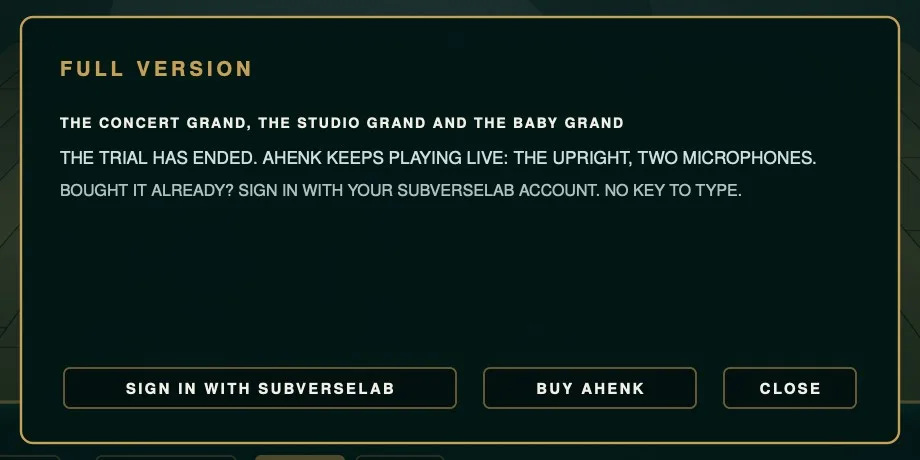 FULL VERSION
THE CONCERT GRAND, THE STUDIO GRAND AND THE BABY GRAND
THE TRIAL HAS ENDED. AHENK KEEPS PLAYING LIVE: THE UPRIGHT, TWO MICROPHONES.
BOUGHT IT ALREADY? SIGN IN WITH YOUR SUBVERSELAB ACCOUNT. NO KEY TO TYPE.
SIGN IN WITH SUBVERSELAB
BUY AHENK
CLOSE